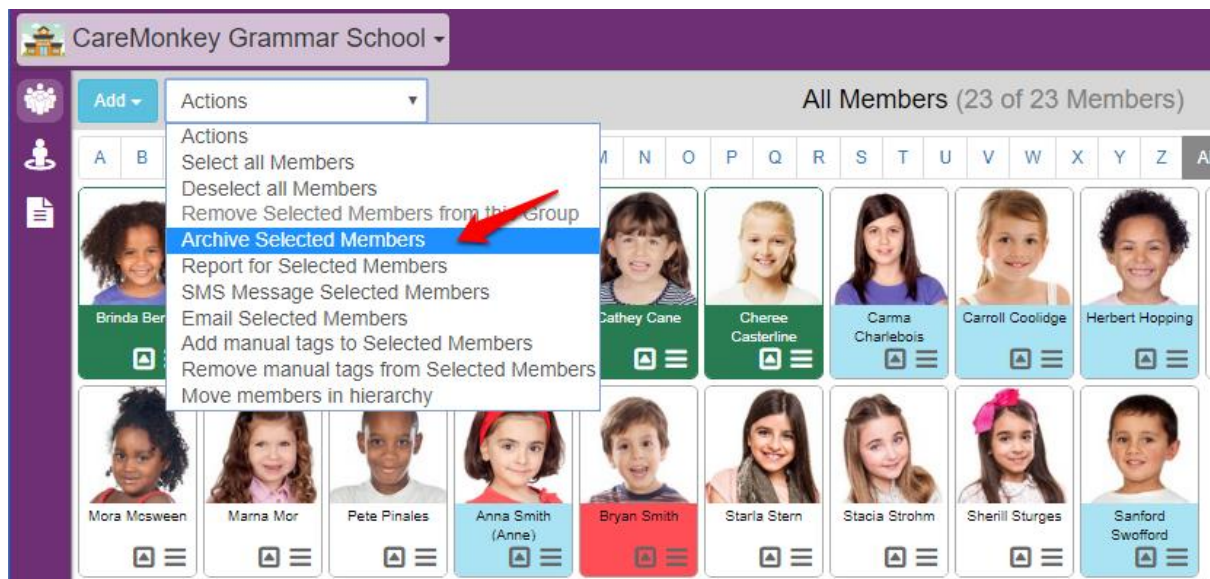 CareMonkey Grammar School
Add
Actions
All Members (23 of 23 Members)
Actions
Select all Members
Deselect all Members
Remove Selected Members from this Group
Archive Selected Members
Report for Selected Members
SMS Message Selected Members
Email Selected Members
Add manual tags to Selected Members
Remove manual tags from Selected Members
Move members in hierarchy
A B N O P Q R S T U V W X Y Z
Brinda
Cathey Cane
Cheree
Casterline
Carma
Charlebois
Carroll Coolidge
Herbert Hopping
Mora Mcsween
Marna Mor
Pete Pinales
Anna Smith
(Anne)
Bryan Smith
Starla Stern
Stacia Strohm
Sherill Sturges
Sanford
Swofford